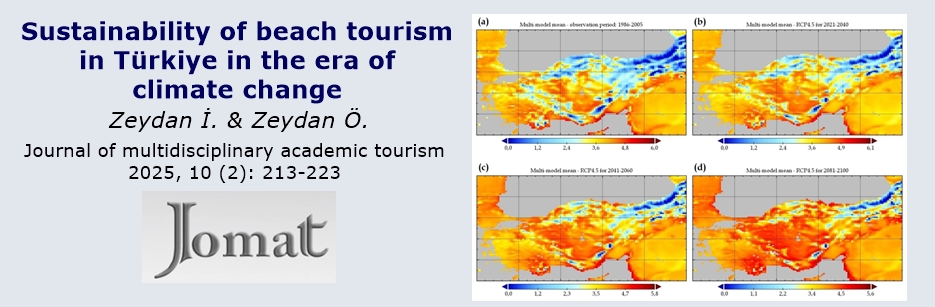 Sustainability of beach tourism
in Türkiye in the era of
climate change
Zeydan İ. & Zeydan Ö.
Journal of multidisciplinary academic tourism
2025, 10 (2): 213-223
Jomat
(a)
Multi-model mean - observation period: 1986-2005
0,0 1,2 2,4 3,6 4,8 6,0
(b)
Multi-model mean - RCP4.5 for 2021-2040
0,0 1,2 2,4 3,7 4,9 6,1
(c)
Multi-model mean - RCP4.5 for 2041-2060
0,0 1,2 2,3 3,5 4,7 5,8
(d)
Multi-model mean - RCP4.5 for 2081-2100
0,0 1,1 2,2 3,4 4,5 5,6